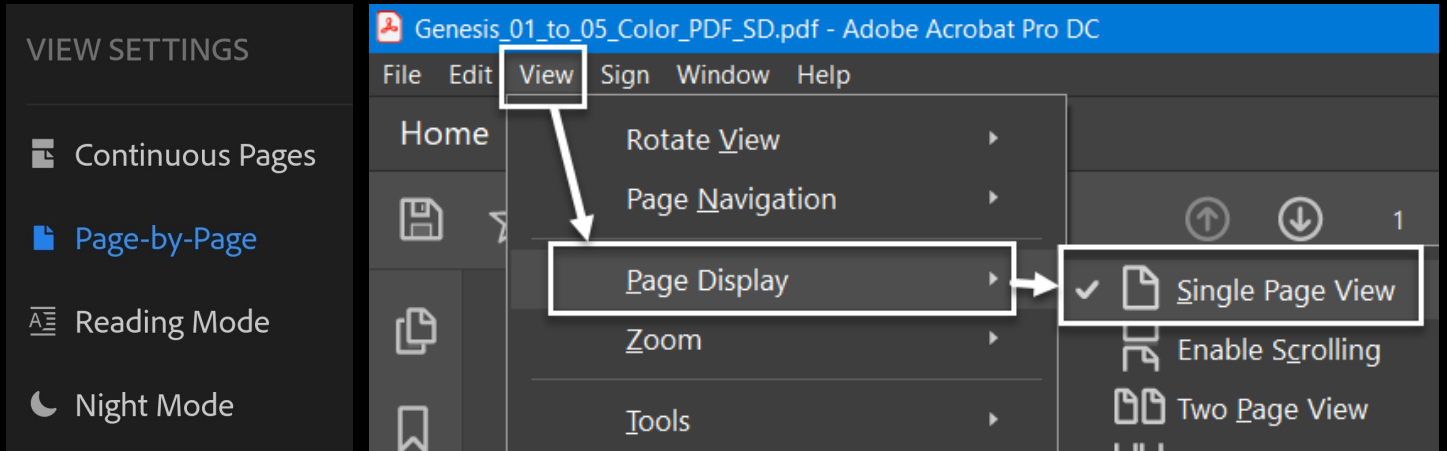 VIEW SETTINGS
Continuous Pages
Page-by-Page
Reading Mode
Night Mode
Genesis_01_to_05_Color_PDF_SD.pdf - Adobe Acrobat Pro DC
File Edit View Sign Window Help
Home
Rotate View
Page Navigation
Page Display
Zoom
Tools
1
Single Page View
Enable Scrolling
Two Page View